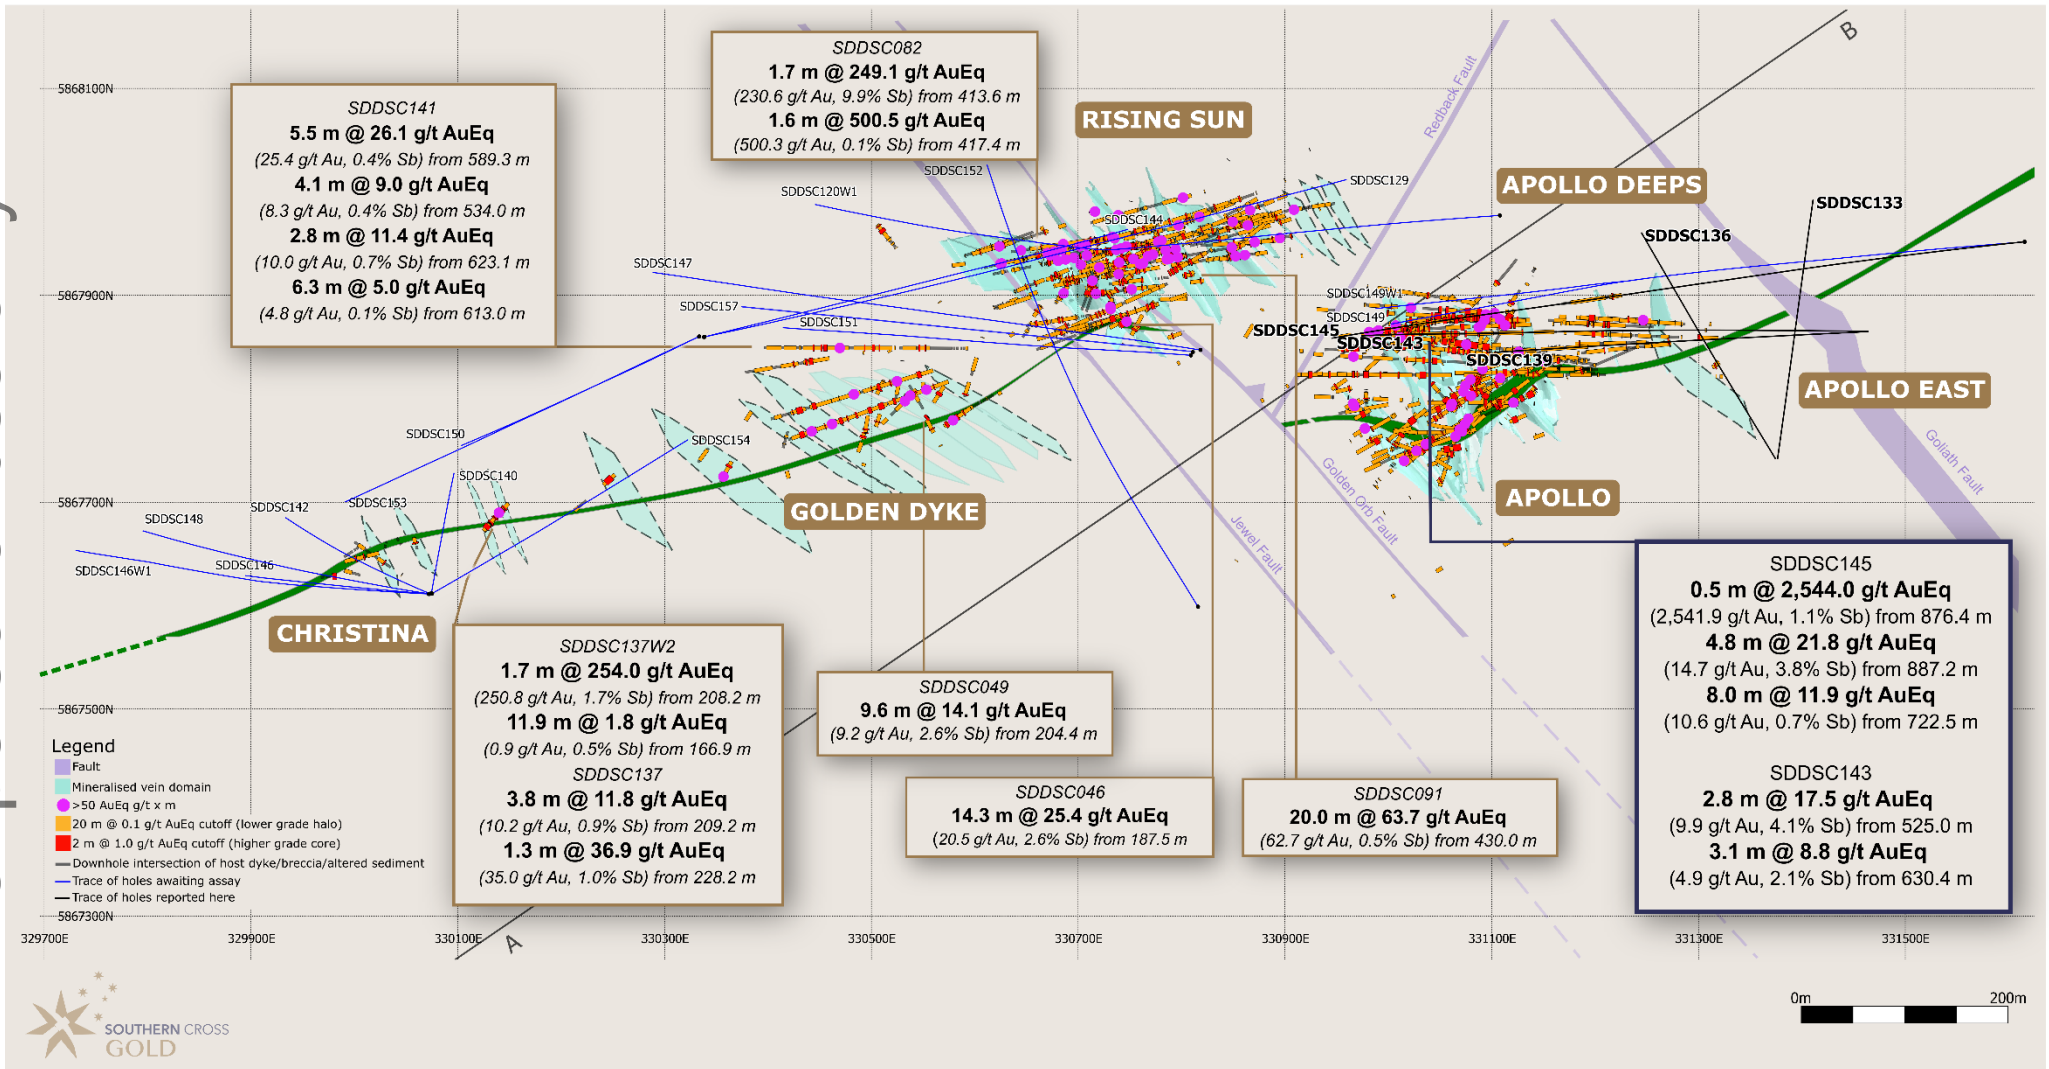 SDDSC141
5.5 m @ 26.1 g/t AuEq
(25.4 g/t Au, 0.4% Sb) from 589.3 m
4.1 m @ 9.0 g/t AuEq
(8.3 g/t Au, 0.4% Sb) from 534.0 m
2.8 m @ 11.4 g/t AuEq
(10.0 g/t Au, 0.7% Sb) from 623.1 m
6.3 m @ 5.0 g/t AuEq
(4.8 g/t Au, 0.1% Sb) from 613.0 m
SDDSC082
1.7 m @ 249.1 g/t AuEq
(230.6 g/t Au, 9.9% Sb) from 413.6 m
1.6 m @ 500.5 g/t AuEq
(500.3 g/t Au, 0.1% Sb) from 417.4 m
RISING SUN
APOLLO DEEPS
APOLLO EAST
APOLLO
GOLDEN DYKE
CHRISTINA
B
A
Redback Fault
Goliath Fault
Golden Orb Fault
Jewel Fault
5868100N
5867900N
5867700N
5867500N
5867300N
SDDSC152
SDDSC120W1
SDDSC129
SDDSC144
SDDSC147
SDDSC157
SDDSC151
SDDSC133
SDDSC136
SDDSC149W1
SDDSC149
SDDSC145
SDDSC143
SDDSC139
SDDSC150
SDDSC154
SDDSC140
SDDSC153
SDDSC142
SDDSC148
SDDSC146
SDDSC146W1
SDDSC137W2
1.7 m @ 254.0 g/t AuEq
(250.8 g/t Au, 1.7% Sb) from 208.2 m
11.9 m @ 1.8 g/t AuEq
(0.9 g/t Au, 0.5% Sb) from 166.9 m
SDDSC137
3.8 m @ 11.8 g/t AuEq
(10.2 g/t Au, 0.9% Sb) from 209.2 m
1.3 m @ 36.9 g/t AuEq
(35.0 g/t Au, 1.0% Sb) from 228.2 m
SDDSC049
9.6 m @ 14.1 g/t AuEq
(9.2 g/t Au, 2.6% Sb) from 204.4 m
SDDSC046
14.3 m @ 25.4 g/t AuEq
(20.5 g/t Au, 2.6% Sb) from 187.5 m
SDDSC091
20.0 m @ 63.7 g/t AuEq
(62.7 g/t Au, 0.5% Sb) from 430.0 m
SDDSC145
0.5 m @ 2,544.0 g/t AuEq
(2,541.9 g/t Au, 1.1% Sb) from 876.4 m
4.8 m @ 21.8 g/t AuEq
(14.7 g/t Au, 3.8% Sb) from 887.2 m
8.0 m @ 11.9 g/t AuEq
(10.6 g/t Au, 0.7% Sb) from 722.5 m
SDDSC143
2.8 m @ 17.5 g/t AuEq
(9.9 g/t Au, 4.1% Sb) from 525.0 m
3.1 m @ 8.8 g/t AuEq
(4.9 g/t Au, 2.1% Sb) from 630.4 m
Legend
Fault
Mineralised vein domain
>50 AuEq g/t x m
20 m @ 0.1 g/t AuEq cutoff (lower grade halo)
2 m @ 1.0 g/t AuEq cutoff (higher grade core)
Downhole intersection of host dyke/breccia/altered sediment
Trace of holes awaiting assay
Trace of holes reported here
329700E 329900E 330100E 330300E 330500E 330700E 330900E 331100E 331300E 331500E
0m 200m
SOUTHERN CROSS
GOLD